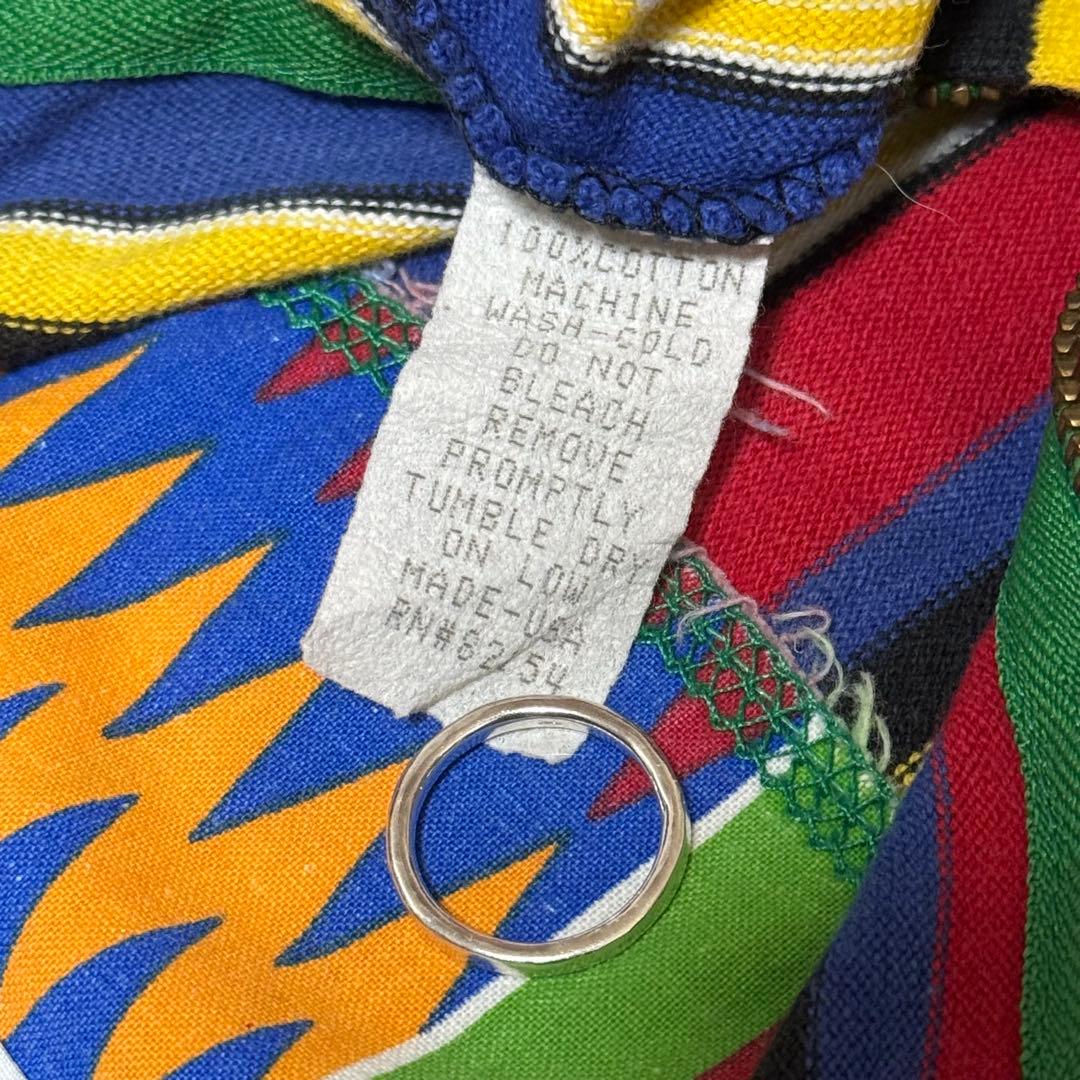 100%COTTON
MACHINE
WASH-COLD
DO NOT
BLEACH
REMOVE
PROMPTLY
TUMBLE DRY
ON LOW
MADE-USA